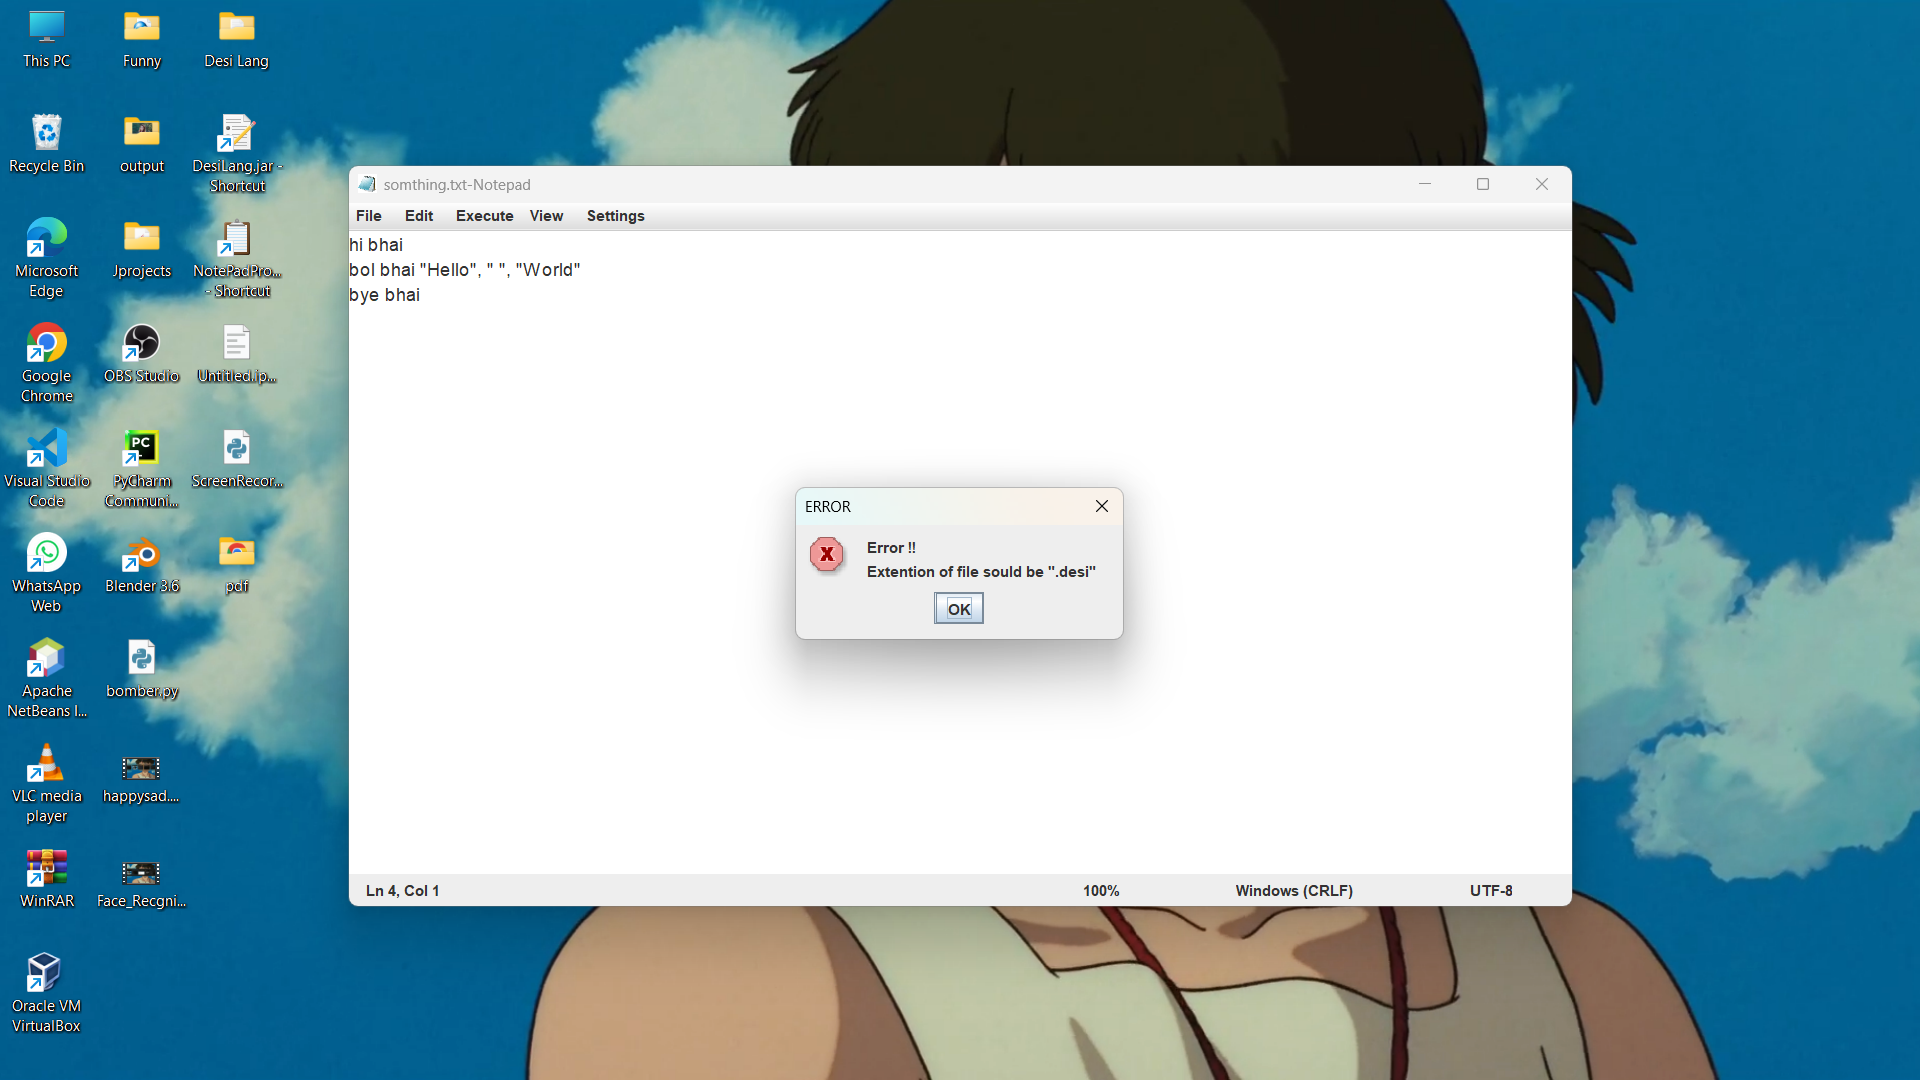 This PC
Funny
Desi Lang
Recycle Bin
output
DesiLang.jar -
Shortcut
Microsoft
Edge
Jprojects
NotePadPro...
- Shortcut
Google
Chrome
OBS Studio
Untitled.ip...
Visual Studio
Code
PC
PyCharm
Communi...
ScreenRecor...
WhatsApp
Web
Blender 3.6
pdf
Apache
NetBeans I...
bomber.py
VLC media
player
happysad....
WinRAR
Face_Recgni...
Oracle VM
VirtualBox
somthing.txt-Notepad
File Edit Execute View Settings
hi bhai
bol bhai "Hello", " ", "World"
bye bhai
ERROR
X
Error !!
Extention of file sould be ".desi"
OK
Ln 4, Col 1
100%
Windows (CRLF)
UTF-8